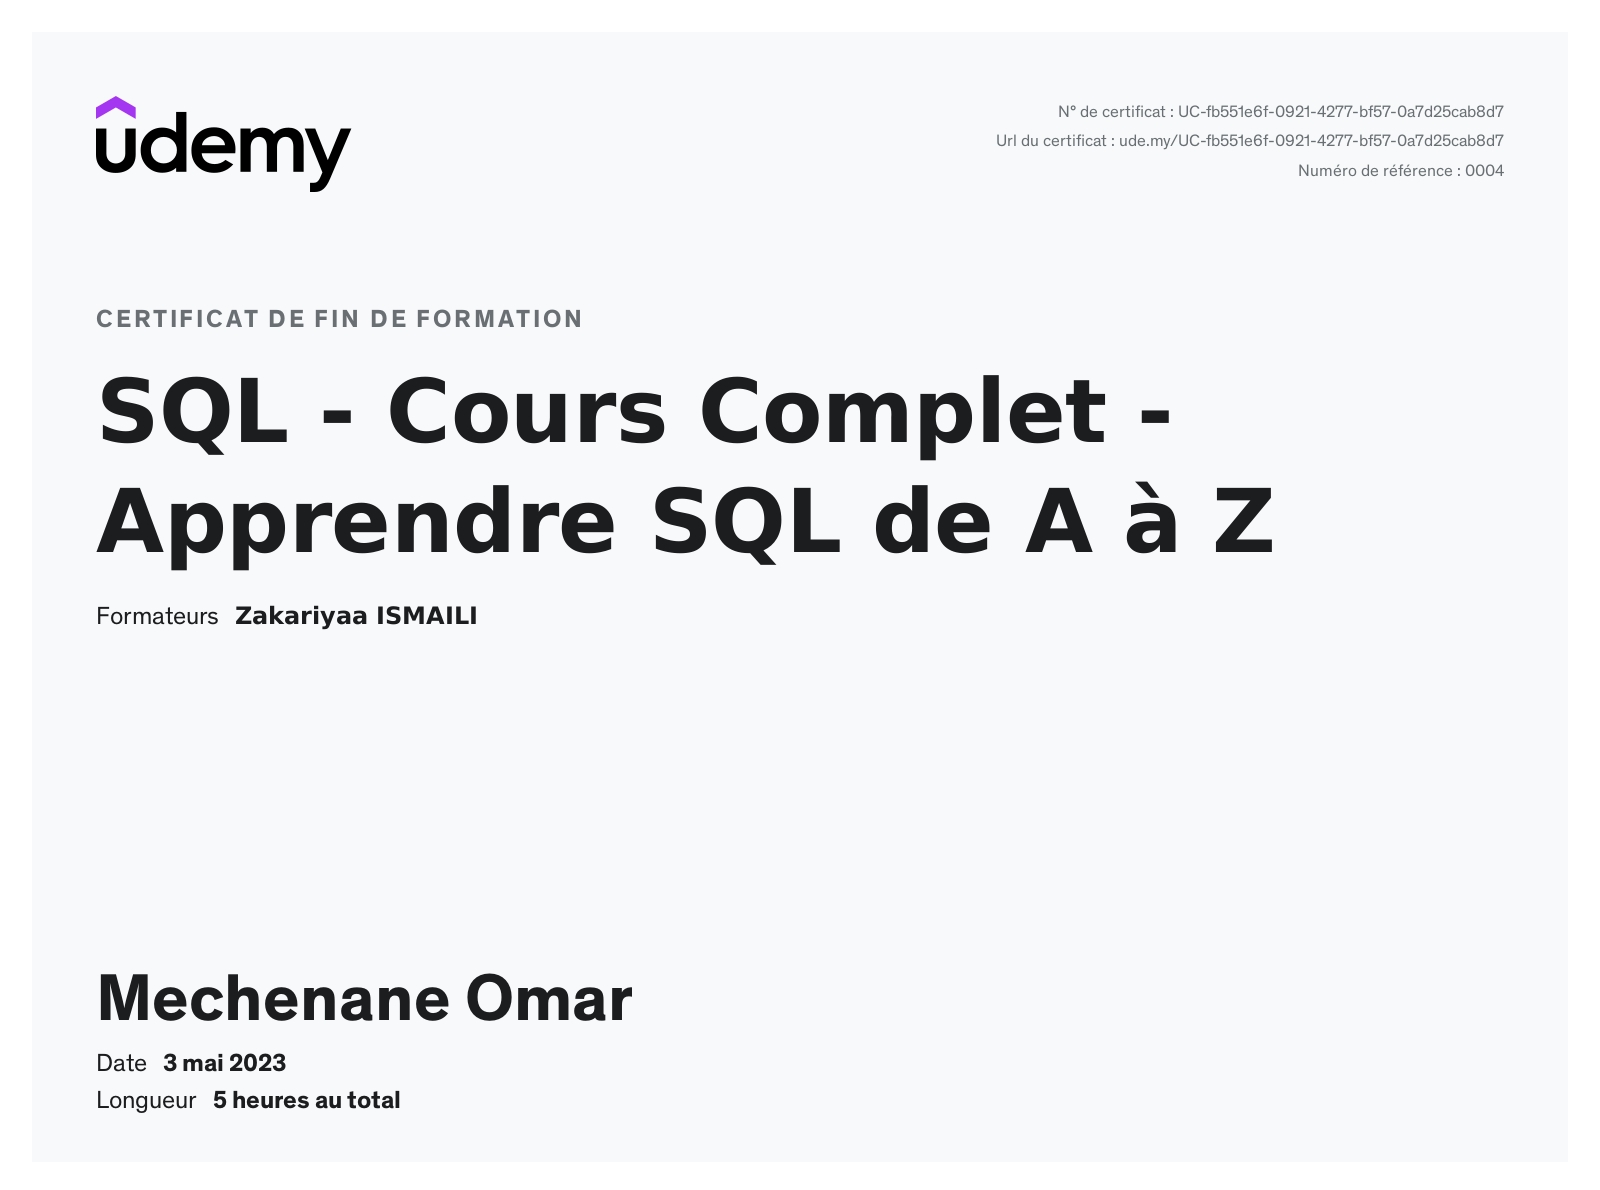 udemy
N° de certificat : UC-fb551e6f-0921-4277-bf57-0a7d25cab8d7
Url du certificat : ude.my/UC-fb551e6f-0921-4277-bf57-0a7d25cab8d7
Numéro de référence : 0004
CERTIFICAT DE FIN DE FORMATION
SQL - Cours Complet -
Apprendre SQL de A à Z
Formateurs Zakariyaa ISMAILI
Mechenane Omar
Date 3 mai 2023
Longueur 5 heures au total